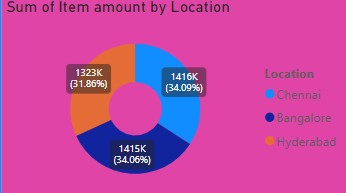 Sum of Item amount by Location
1323K
(31.86%)
1416K
(34.09%)
1415K
(34.06%)
Location
Chennai
Bangalore
Hyderabad